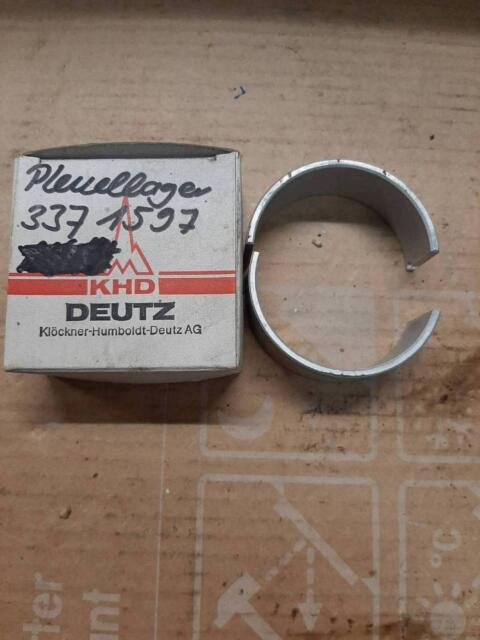 Pleuellager
337 1597
KHD
DEUTZ
Klöckner-Humboldt-Deutz AG
°C